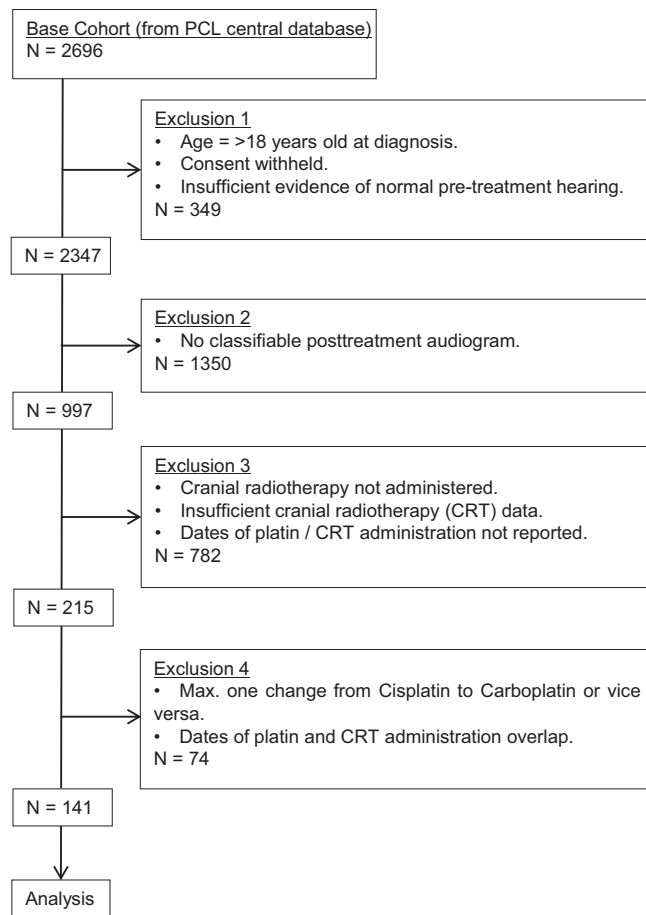 Base Cohort (from PCL central database)
N = 2696
Exclusion 1
• Age = >18 years old at diagnosis.
• Consent withheld.
• Insufficient evidence of normal pre-treatment hearing.
N = 349
N = 2347
Exclusion 2
• No classifiable posttreatment audiogram.
N = 1350
N = 997
Exclusion 3
• Cranial radiotherapy not administered.
• Insufficient cranial radiotherapy (CRT) data.
• Dates of platin / CRT administration not reported.
N = 782
N = 215
Exclusion 4
• Max. one change from Cisplatin to Carboplatin or vice
versa.
• Dates of platin and CRT administration overlap.
N = 74
N = 141
Analysis